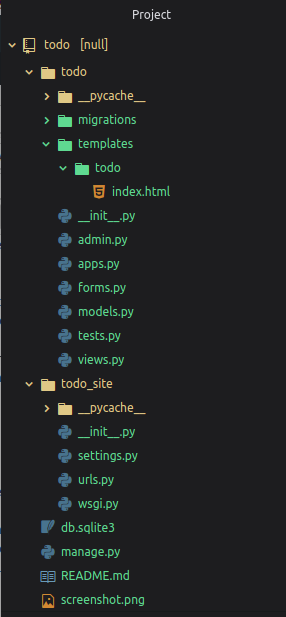 Project
todo [null]
todo
__pycache__
migrations
templates
todo
index.html
__init__.py
admin.py
apps.py
forms.py
models.py
tests.py
views.py
todo_site
__pycache__
__init__.py
settings.py
urls.py
wsgi.py
db.sqlite3
manage.py
README.md
screenshot.png